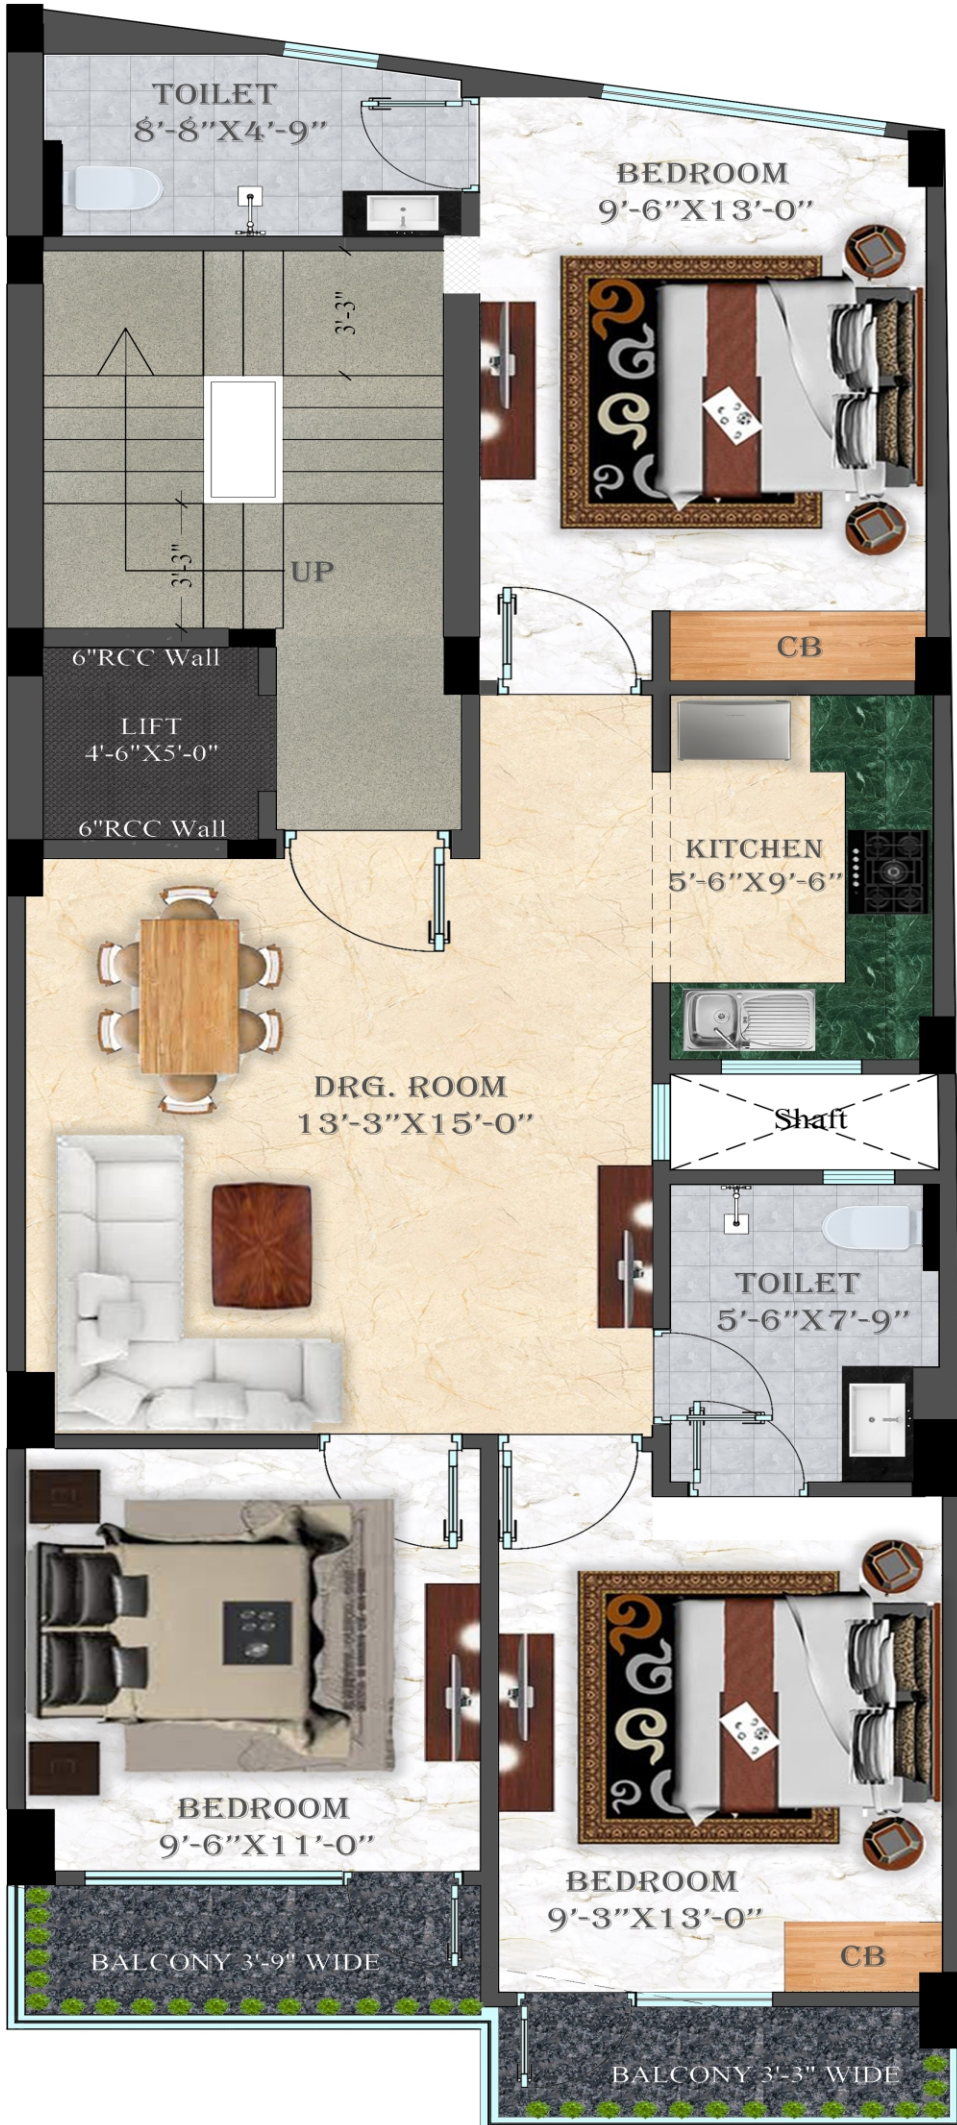 TOILET
8'-8"X4'-9"
BEDROOM
9'-6"X13'-0"
3'-3"
3'-3"
UP
6"RCC Wall
LIFT
4'-6"X5'-0"
6"RCC Wall
CB
KITCHEN
5'-6"X9'-6"
DRG. ROOM
13'-3"X15'-0"
Shaft
TOILET
5'-6"X7'-9"
BEDROOM
9'-6"X11'-0"
BEDROOM
9'-3"X13'-0"
CB
BALCONY 3'-9" WIDE
BALCONY 3'-3" WIDE